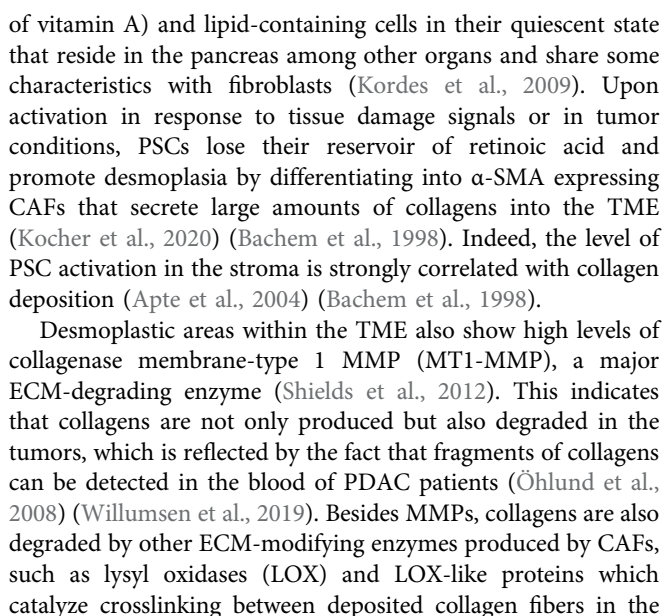 of vitamin A) and lipid-containing cells in their quiescent state
that reside in the pancreas among other organs and share some
characteristics with fibroblasts (Kordes et al., 2009). Upon
activation in response to tissue damage signals or in tumor
conditions, PSCs lose their reservoir of retinoic acid and
promote desmoplasia by differentiating into α-SMA expressing
CAFs that secrete large amounts of collagens into the TME
(Kocher et al., 2020) (Bachem et al., 1998). Indeed, the level of
PSC activation in the stroma is strongly correlated with collagen
deposition (Apte et al., 2004) (Bachem et al., 1998).
Desmoplastic areas within the TME also show high levels of
collagenase membrane-type 1 MMP (MT1-MMP), a major
ECM-degrading enzyme (Shields et al., 2012). This indicates
that collagens are not only produced but also degraded in the
tumors, which is reflected by the fact that fragments of collagens
can be detected in the blood of PDAC patients (Öhlund et al.,
2008) (Willumsen et al., 2019). Besides MMPs, collagens are also
degraded by other ECM-modifying enzymes produced by CAFs,
such as lysyl oxidases (LOX) and LOX-like proteins which
catalyze crosslinking between deposited collagen fibers in the